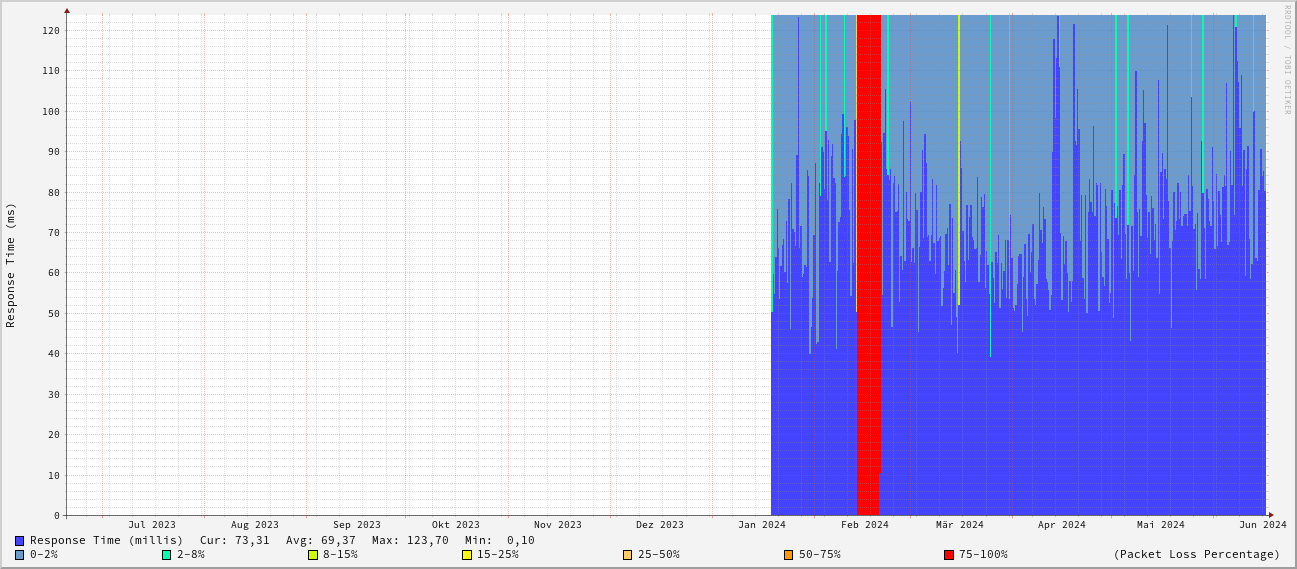 120
110
100
90
80
70
60
50
40
30
20
10
0
Response Time (ms)
RRDTOOL / TOBI OETIKER
Jul 2023 Aug 2023 Sep 2023 Okt 2023 Nov 2023 Dez 2023 Jan 2024 Feb 2024 Mär 2024 Apr 2024 Mai 2024 Jun 2024
Response Time (millis) Cur: 73,31 Avg: 69,37 Max: 123,70 Min: 0,10
0-2% 2-8% 8-15% 15-25% 25-50% 50-75% 75-100% (Packet Loss Percentage)